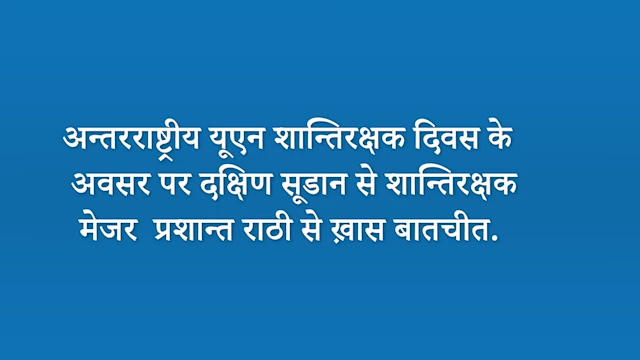 अन्तरराष्ट्रीय यूएन शान्तिरक्षक दिवस के
अवसर पर दक्षिण सूडान से शान्तिरक्षक
मेजर प्रशान्त राठी से ख़ास बातचीत.